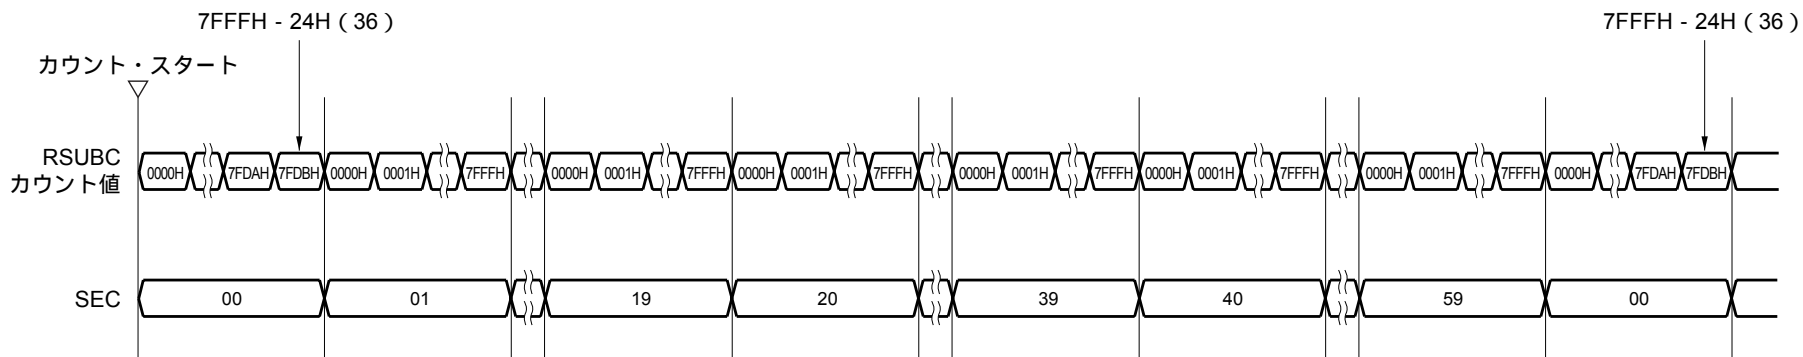 7FFFH - 24H ( 36 ) 7FFFH - 24H ( 36 )
カウント・スタート
RSUBC
カウント値
0000H 7FDAH 7FDBH 0000H 0001H 7FFFH 0000H 0001H 7FFFH 0000H 0001H 7FFFH 0000H 0001H 7FFFH 0000H 0001H 7FFFH 0000H 0001H 7FFFH 0000H 7FDAH 7FDBH
SEC 00 01 19 20 39 40 59 00